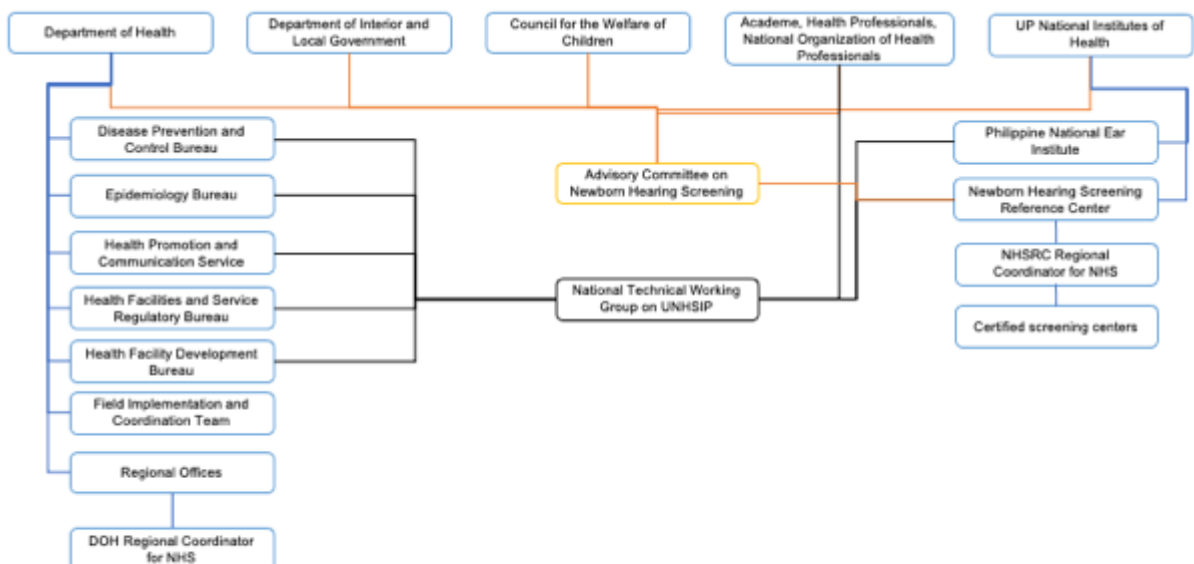 Department of Health
Department of Interior and
Local Government
Council for the Welfare of
Children
Academe, Health Professionals,
National Organization of Health
Professionals
UP National Institutes of
Health
Disease Prevention and
Control Bureau
Epidemiology Bureau
Health Promotion and
Communication Service
Health Facilities and Service
Regulatory Bureau
Health Facility Development
Bureau
Field Implementation and
Coordination Team
Regional Offices
DOH Regional Coordinator
for NHS
Advisory Committee on
Newborn Hearing Screening
National Technical Working
Group on UNHSIP
Philippine National Ear
Institute
Newborn Hearing Screening
Reference Center
NHSRC Regional
Coordinator for NHS
Certified screening centers